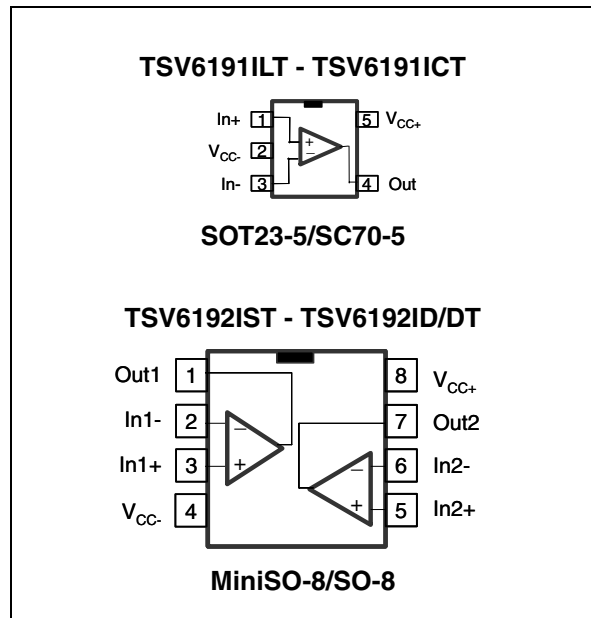 TSV6191ILT - TSV6191ICT
In+ 1 5 VCC+
+
VCC- 2
−
In- 3 4 Out
SOT23-5/SC70-5
TSV6192IST - TSV6192ID/DT
Out1 1 8 VCC+
In1- 2 − 7 Out2
In1+ 3 + − 6 In2-
VCC- 4 + 5 In2+
MiniSO-8/SO-8